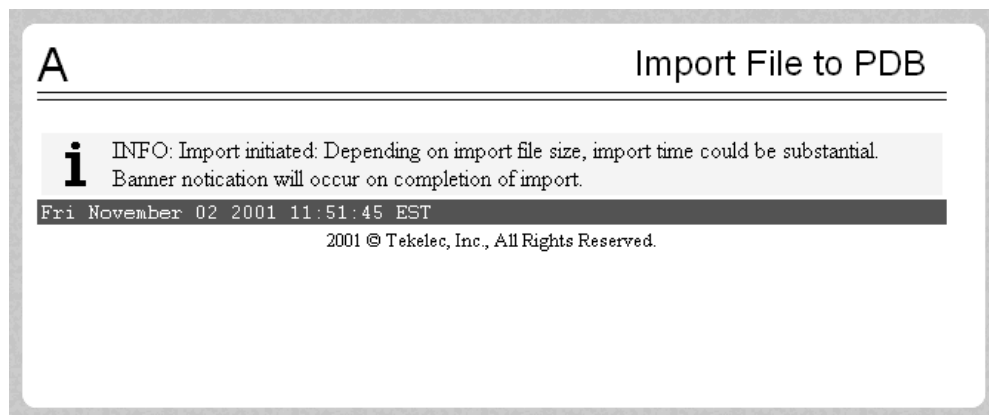 A
Import File to PDB
i
INFO: Import initiated: Depending on import file size, import time could be substantial.
Banner notication will occur on completion of import.
Fri November 02 2001 11:51:45 EST
2001 © Tekelec, Inc., All Rights Reserved.